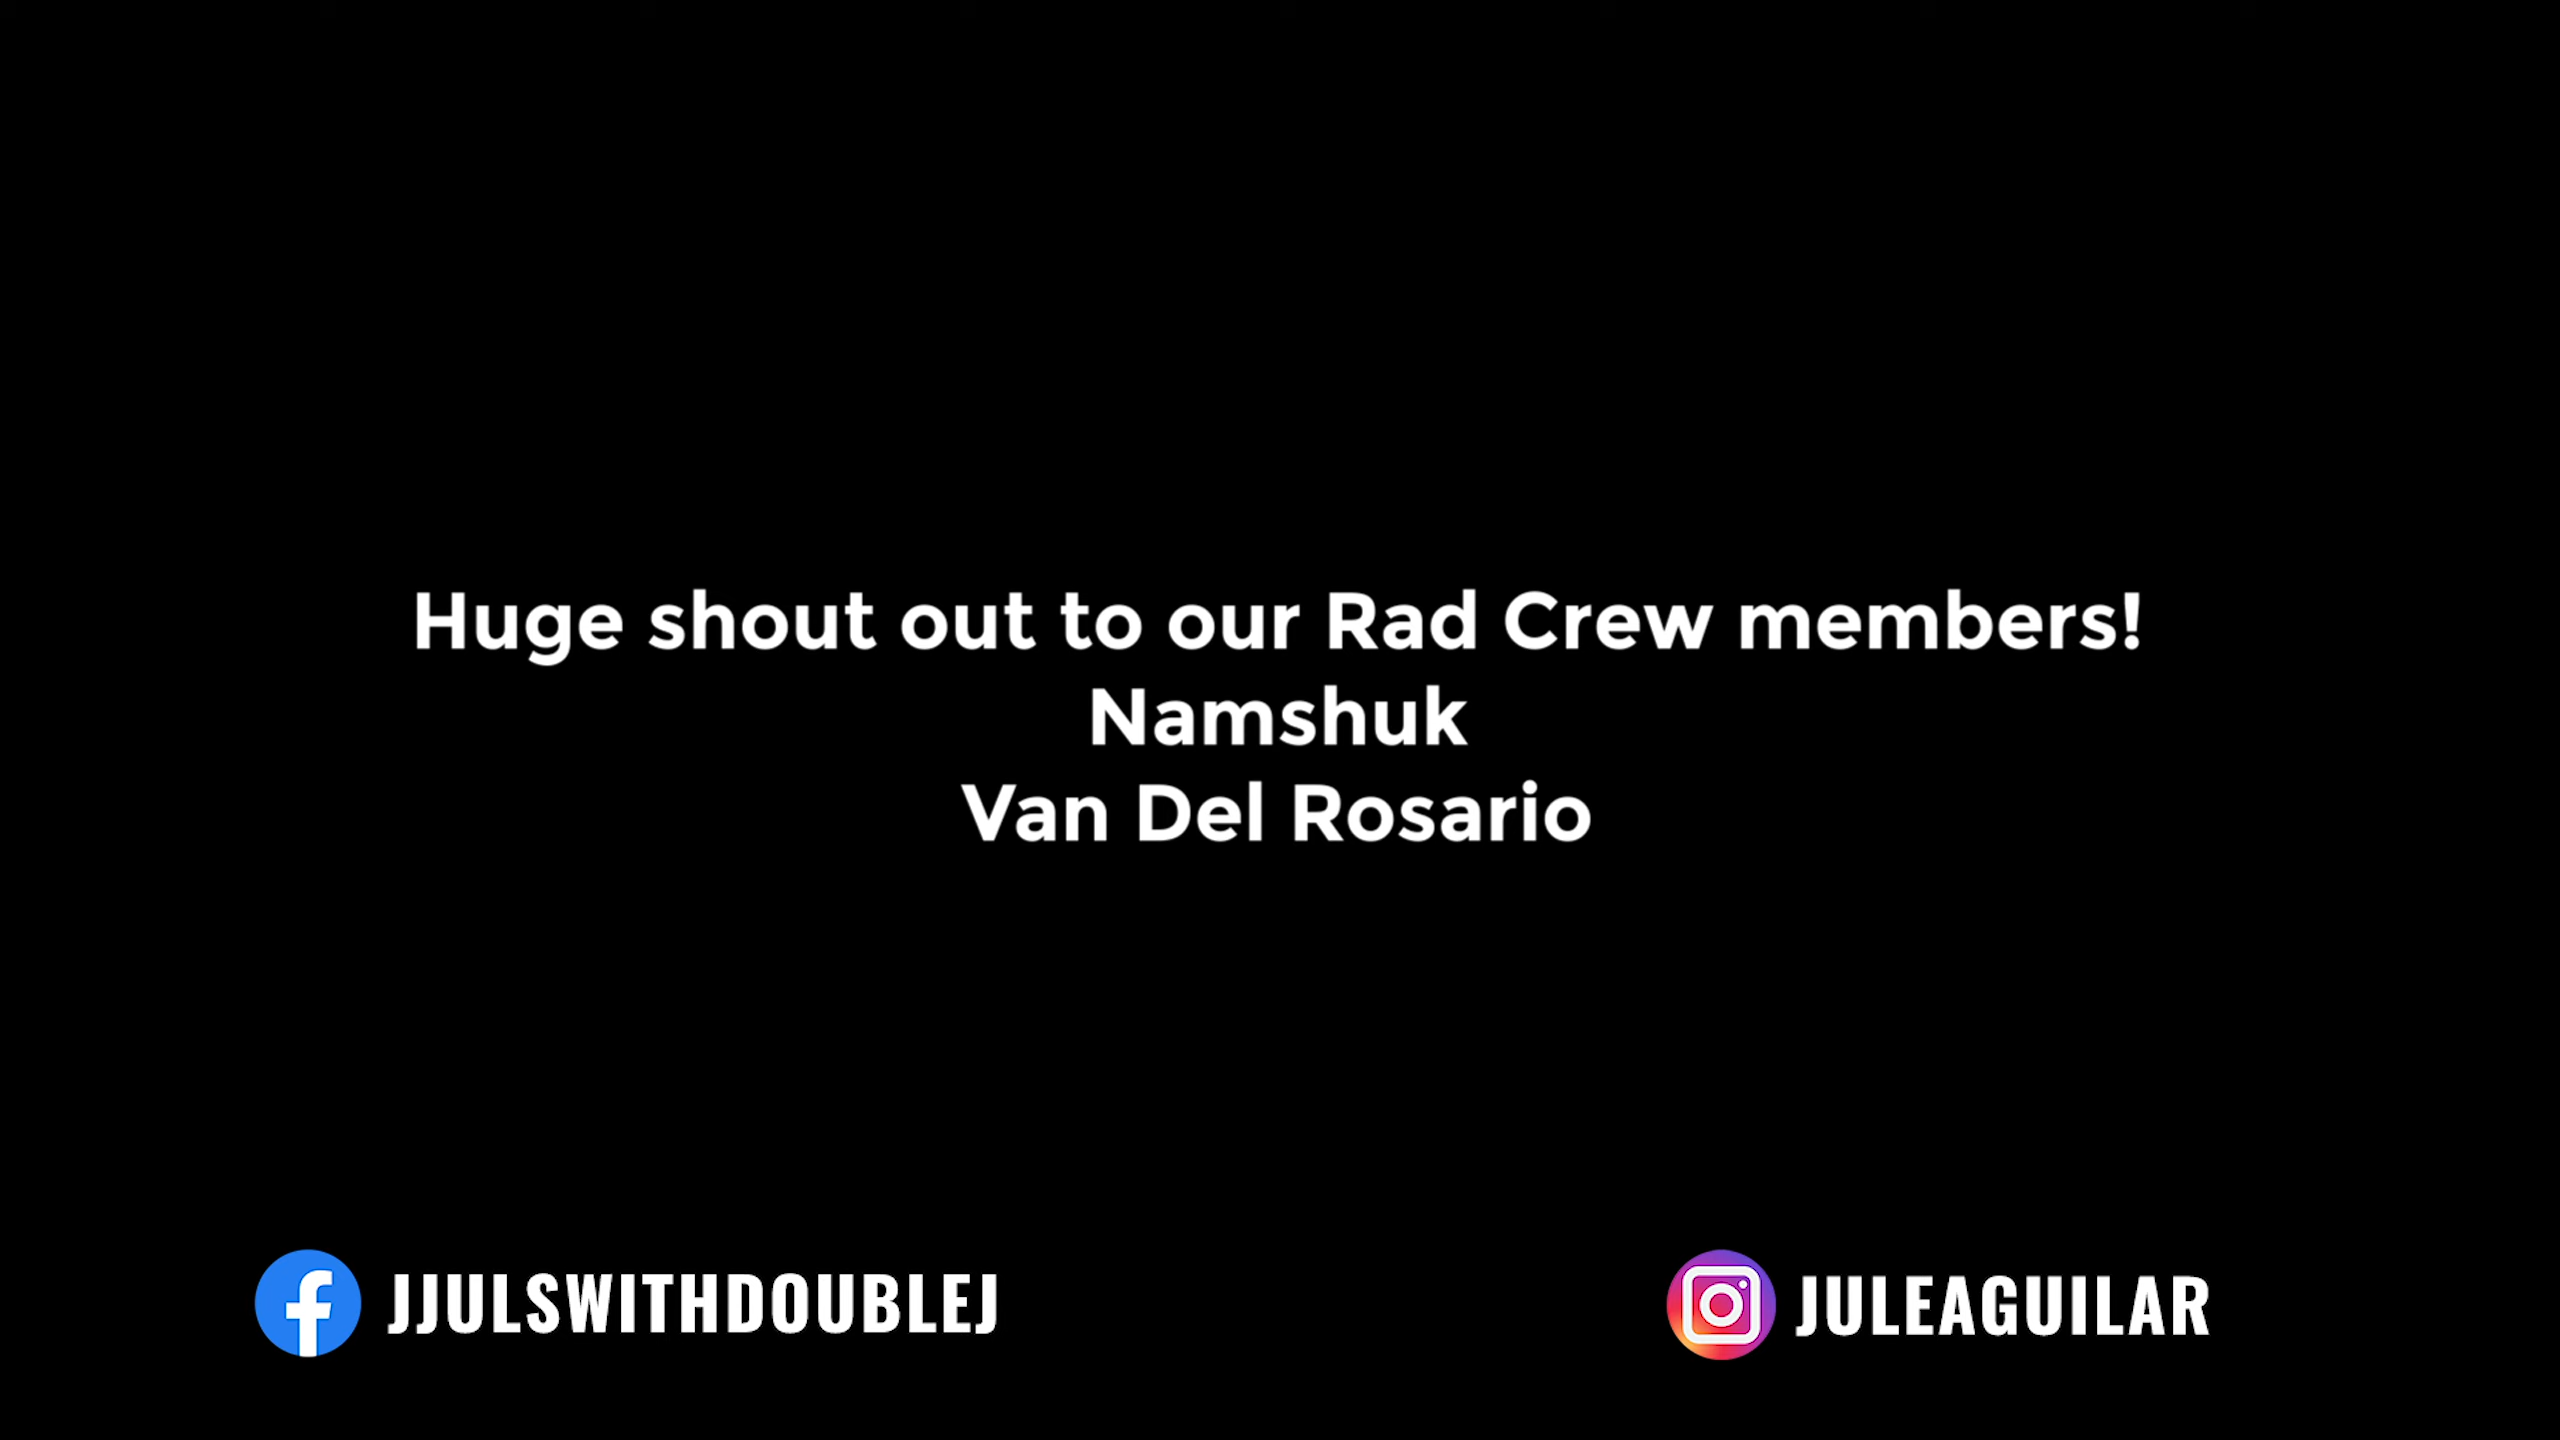 Huge shout out to our Rad Crew members!
Namshuk
Van Del Rosario
JJULSWITHDOUBLEJ
JULEAGUILAR